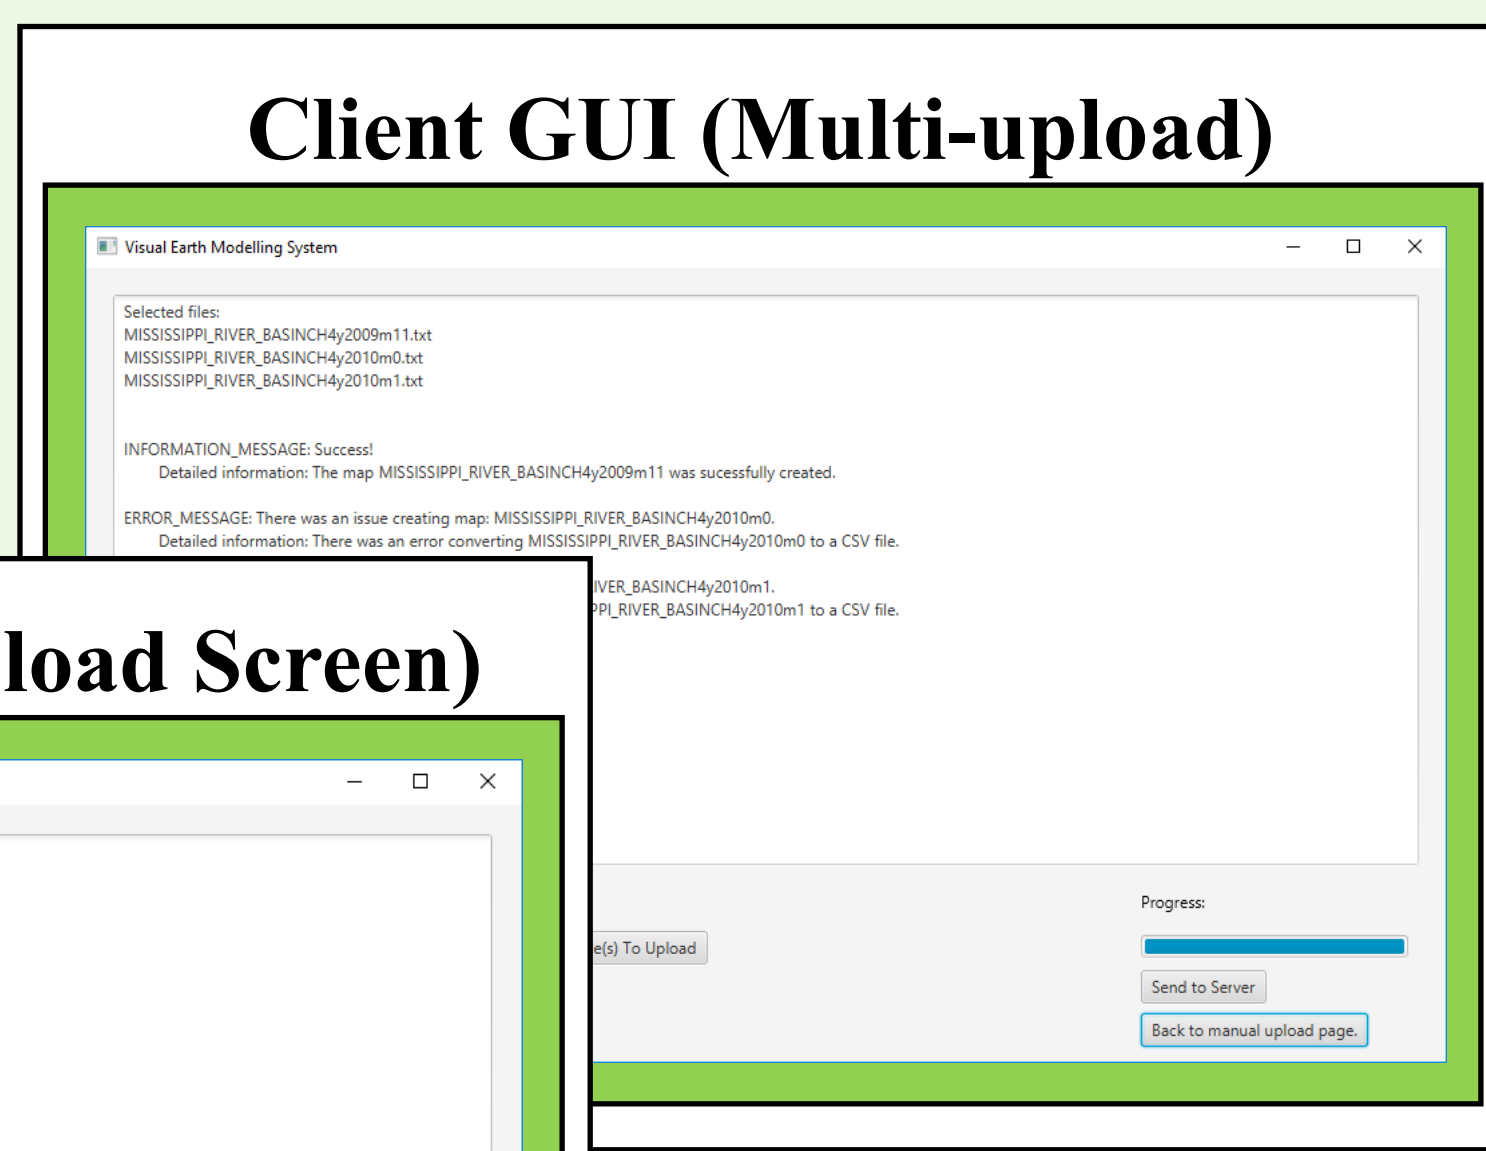 Client GUI (Multi-upload)
Visual Earth Modelling System
Selected files:
MISSISSIPPI_RIVER_BASINCH4y2009m11.txt
MISSISSIPPI_RIVER_BASINCH4y2010m0.txt
MISSISSIPPI_RIVER_BASINCH4y2010m1.txt
INFORMATION_MESSAGE: Success!
Detailed information: The map MISSISSIPPI_RIVER_BASINCH4y2009m11 was sucessfully created.
ERROR_MESSAGE: There was an issue creating map: MISSISSIPPI_RIVER_BASINCH4y2010m0.
Detailed information: There was an error converting MISSISSIPPI_RIVER_BASINCH4y2010m0 to a CSV file.
IVER_BASINCH4y2010m1.
PPI_RIVER_BASINCH4y2010m1 to a CSV file.
load Screen)
Progress:
e(s) To Upload
Send to Server
Back to manual upload page.